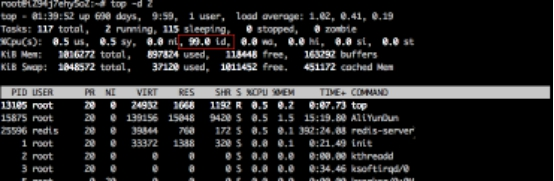 root@iZ94j7ehy5oZ:~# top -d 2
top - 01:39:52 up 690 days, 9:59, 1 user, load average: 1.02, 0.41, 0.19
Tasks: 117 total, 2 running, 115 sleeping, 0 stopped, 0 zombie
%Cpu(s): 0.5 us, 0.5 sy, 0.0 ni, 99.0 id, 0.0 wa, 0.0 hi, 0.0 si, 0.0 st
KiB Mem: 1016272 total, 897824 used, 118448 free, 163292 buffers
KiB Swap: 1048572 total, 37120 used, 1011452 free. 451172 cached Mem
PID USER PR NI VIRT RES SHR S %CPU %MEM TIME+ COMMAND
13105 root 20 0 24932 1668 1192 R 0.5 0.2 0:07.73 top
15875 root 20 0 139156 15048 9420 S 0.5 1.5 15:19.80 AliYunDun
25596 redis 20 0 39844 760 172 S 0.5 0.1 392:24.08 redis-server
1 root 20 0 33372 1388 320 S 0.0 0.1 0:21.49 init
2 root 20 0 0 0 0 S 0.0 0.0 0:00.00 kthreadd
3 root 20 0 0 0 0 S 0.0 0.0 0:34.46 ksoftirqd/0